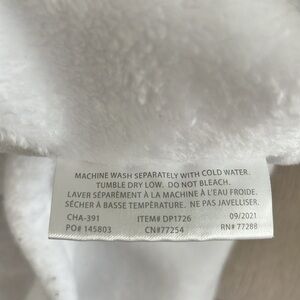 MACHINE WASH SEPARATELY WITH COLD WATER.
TUMBLE DRY LOW. DO NOT BLEACH.
LAVER SÉPARÉMENT À LA MACHINE À L'EAU FROIDE.
SÉCHER À BASSE TEMPÉRATURE. NE PAS JAVELLISER.
CHA-391 ITEM# DP1726 09/2021
PO# 145803 CN#77254 RN# 77288